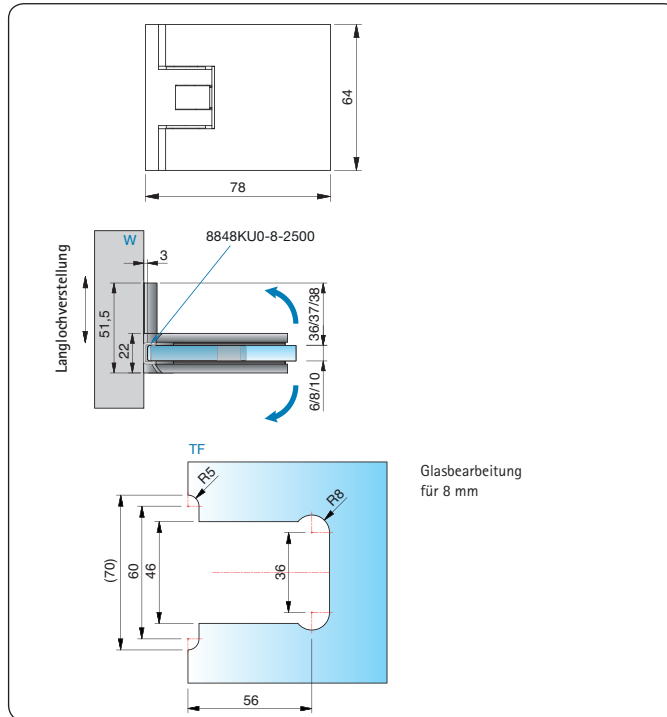 64
78
W
8848KU0-8-2500
3
Langlochverstellung
51,5
22
36/37/38
6/8/10
TF
R5
R8
Glasbearbeitung
für 8 mm
(70)
60
46
36
56